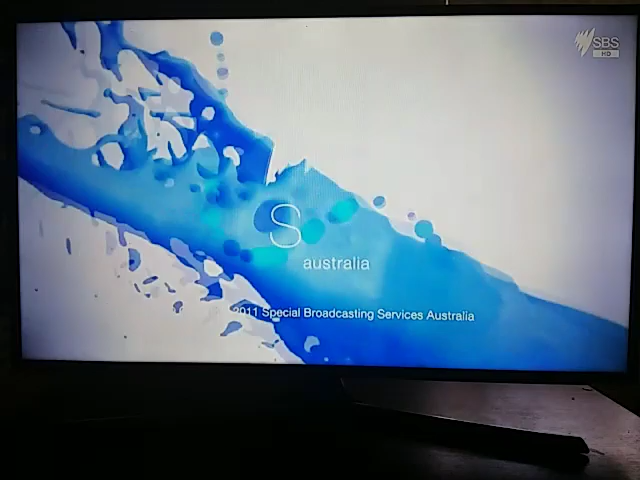 SBS
HD
S
australia
2011 Special Broadcasting Services Australia